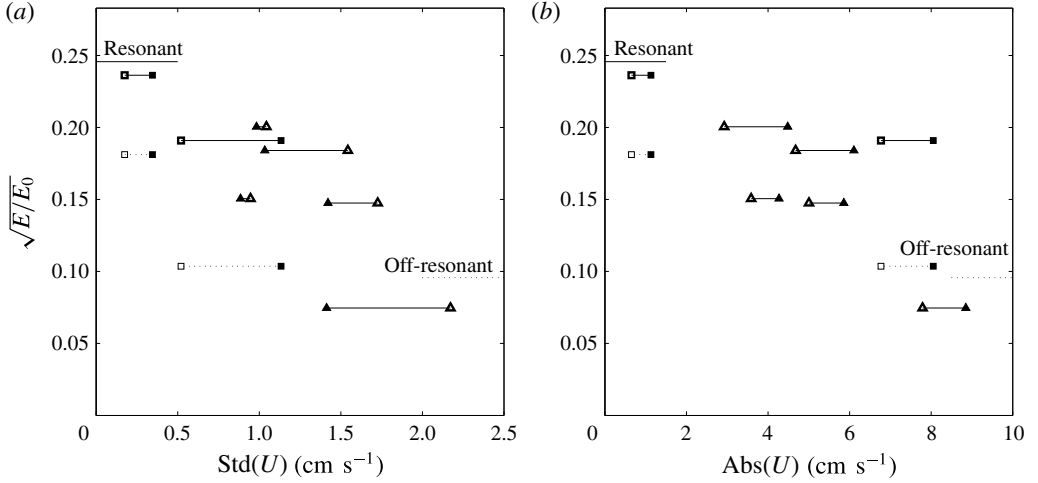 (a)
(b)
Resonant
Resonant
0.25
0.20
0.15
0.10
0.05
0.25
0.20
0.15
0.10
0.05
√E/E0
Off-resonant
Off-resonant
0 0.5 1.0 1.5 2.0 2.5
0 2 4 6 8 10
Std(U) (cm s−1)
Abs(U) (cm s−1)